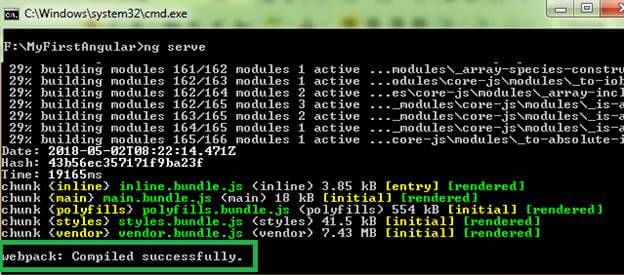 C:\Windows\system32\cmd.exe
F:\MyFirstAngular>ng serve
29% building modules 161/162 modules 1 active ...modules\_array-species-constru
29% building modules 162/163 modules 1 active ...odules\core-js\modules\_to-iob
29% building modules 162/164 modules 2 active ...es\core-js\modules\_array-incl
29% building modules 162/165 modules 3 active ..._modules\core-js\modules\_is-a
29% building modules 163/165 modules 2 active ..._modules\core-js\modules\_is-a
29% building modules 164/165 modules 1 active ..._modules\core-js\modules\_is-a
29% building modules 165/166 modules 1 active ...core-js\modules\_to-absolute-i
Date: 2018-05-02T08:22:14.471Z
Hash: 43b56ec357171f9ba23f
Time: 19165ms
chunk {inline} inline.bundle.js (inline) 3.85 kB [entry] [rendered]
chunk {main} main.bundle.js (main) 18 kB [initial] [rendered]
chunk {polyfills} polyfills.bundle.js (polyfills) 554 kB [initial] [rendered]
chunk {styles} styles.bundle.js (styles) 41.5 kB [initial] [rendered]
chunk {vendor} vendor.bundle.js (vendor) 7.43 MB [initial] [rendered]
webpack: Compiled successfully.